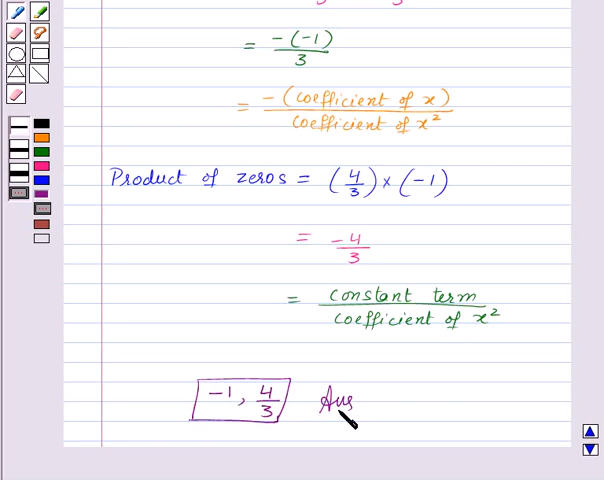 = -(-1)/3
= -(coefficient of x)/coefficient of x²
Product of zeros = (4/3) × (-1)
= -4/3
= constant term/coefficient of x²
-1, 4/3 Ans